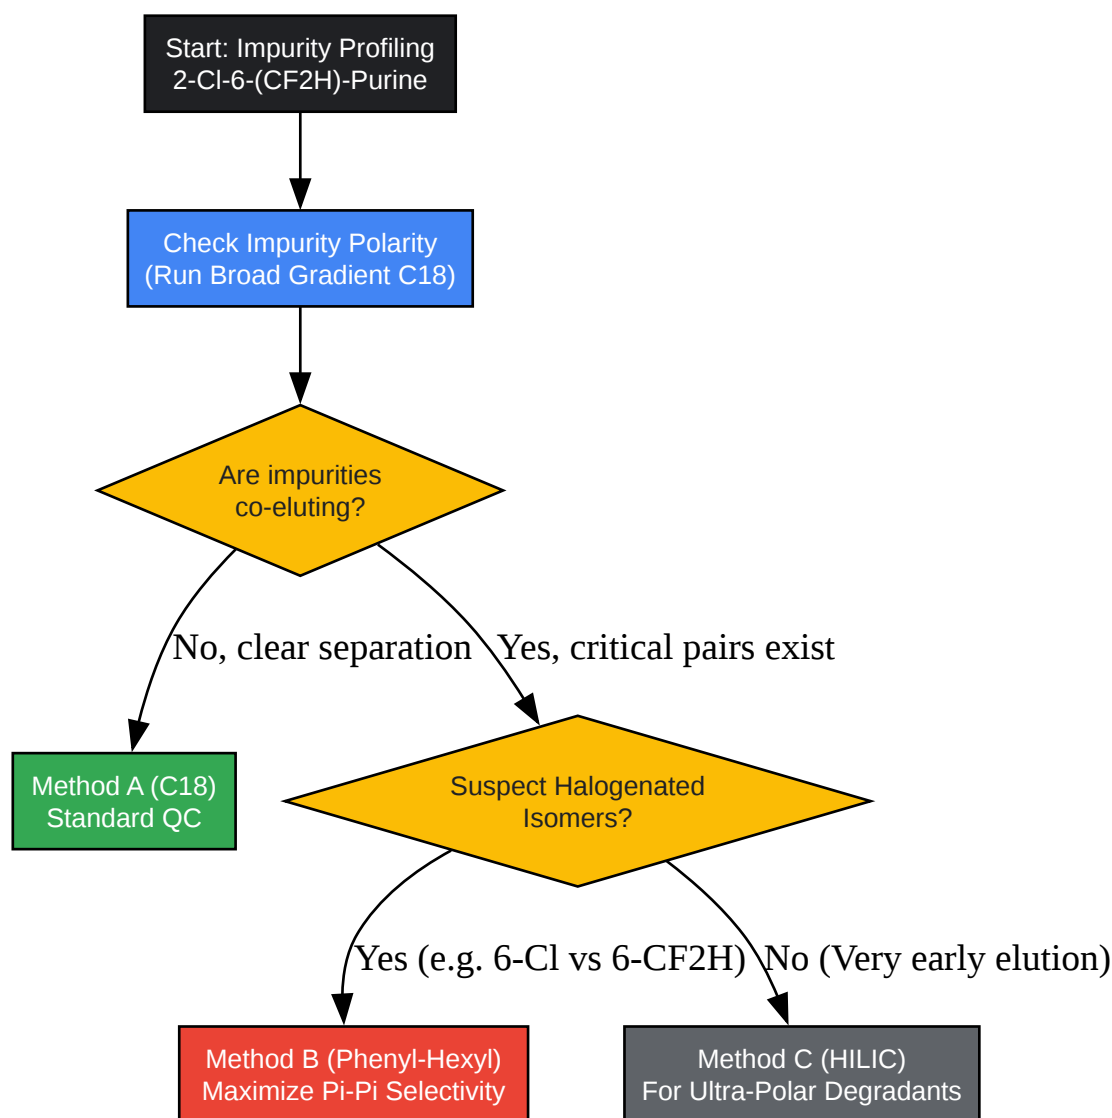 Start: Impurity Profiling
2-Cl-6-(CF2H)-Purine
Check Impurity Polarity
(Run Broad Gradient C18)
Are impurities
co-eluting?
No, clear separation
Yes, critical pairs exist
Method A (C18)
Standard QC
Suspect Halogenated
Isomers?
Yes (e.g. 6-Cl vs 6-CF2H)
No (Very early elution)
Method B (Phenyl-Hexyl)
Maximize Pi-Pi Selectivity
Method C (HILIC)
For Ultra-Polar Degradants